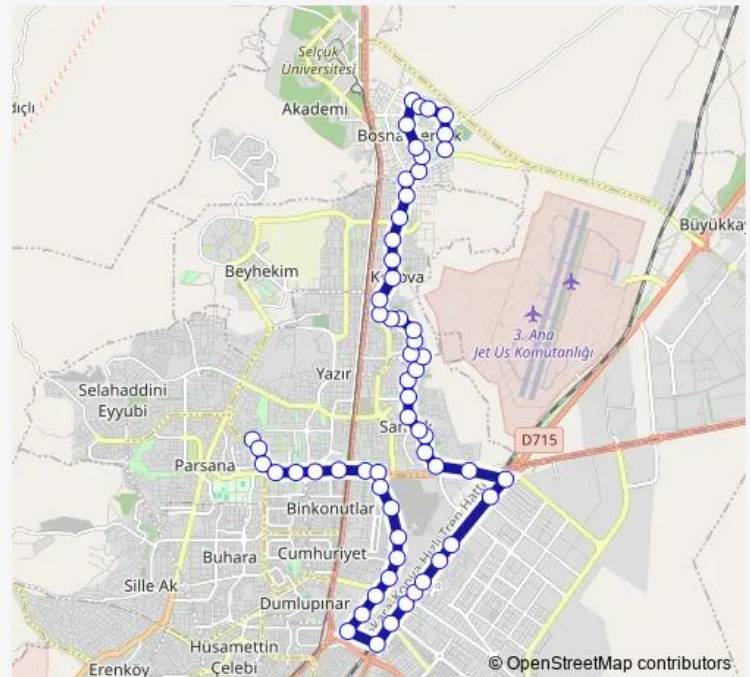 Selçuk
Üniversitesi
Akademi
dıçlı
Büyükkay
Beyhekim
3. Ana
Jet Us Komutanlığı
Yazır
Selahaddini
Eyyubi
D715
Parsana
Binkonutlar
Buhara
Cumhuriyet
Sille Ak
Dumlupınar
Hüsamettin
Çelebi
Erenköy
© OpenStreetMap contributors